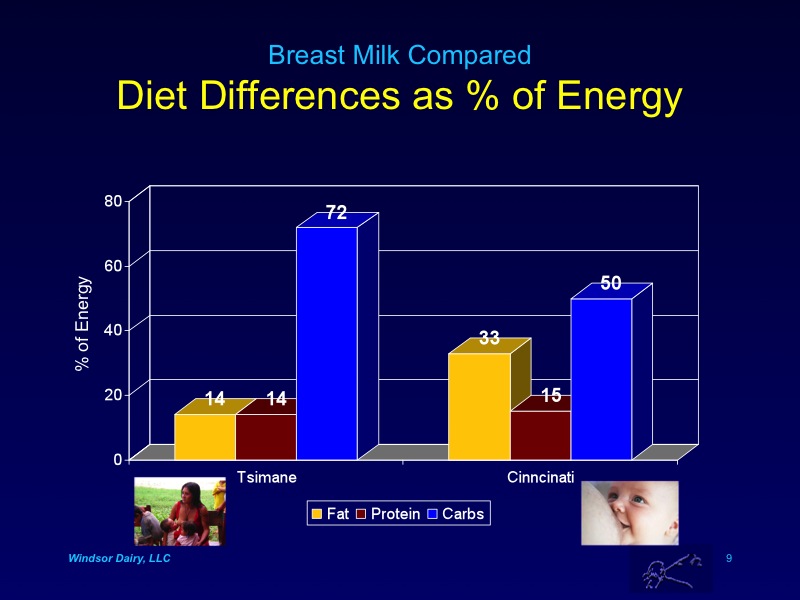 Breast Milk Compared
Diet Differences as % of Energy
% of Energy
80
60
40
20
0
14
14
72
33
15
50
Tsimane
Cinncinati
Fat Protein Carbs
Windsor Dairy, LLC
9